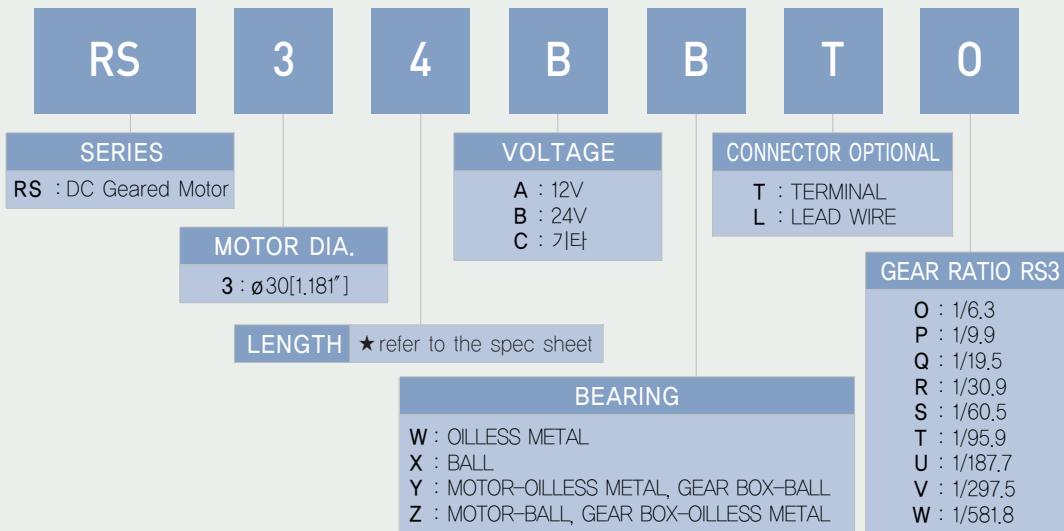 RS 3 4 B B T 0
SERIES
RS : DC Geared Motor
MOTOR DIA.
3 : ø30[1.181″]
LENGTH ★refer to the spec sheet
VOLTAGE
A : 12V
B : 24V
C : 기타
BEARING
W : OILLESS METAL
X : BALL
Y : MOTOR-OILLESS METAL, GEAR BOX-BALL
Z : MOTOR-BALL, GEAR BOX-OILLESS METAL
CONNECTOR OPTIONAL
T : TERMINAL
L : LEAD WIRE
GEAR RATIO RS3
O : 1/6.3
P : 1/9.9
Q : 1/19.5
R : 1/30.9
S : 1/60.5
T : 1/95.9
U : 1/187.7
V : 1/297.5
W : 1/581.8